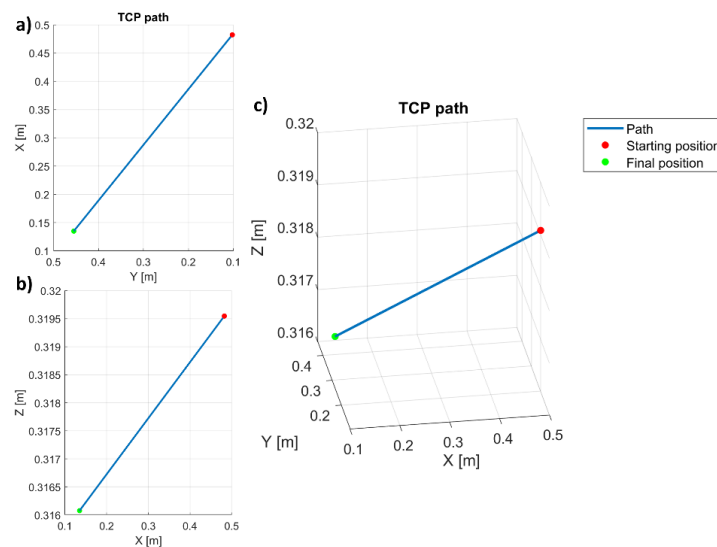 a)
TCP path
0.5
0.45
0.4
0.35
0.3
0.25
0.2
0.15
0.1
X [m]
0.5 0.4 0.3 0.2 0.1
Y [m]
b)
0.32
0.3195
0.319
0.3185
0.318
0.3175
0.317
0.3165
0.316
Z [m]
0.1 0.2 0.3 0.4 0.5
X [m]
c)
TCP path
0.32
0.319
0.318
0.317
0.316
Z [m]
0.4
0.3
0.2
Y [m]
0.1 0.2 0.3 0.4 0.5
X [m]
Path
Starting position
Final position